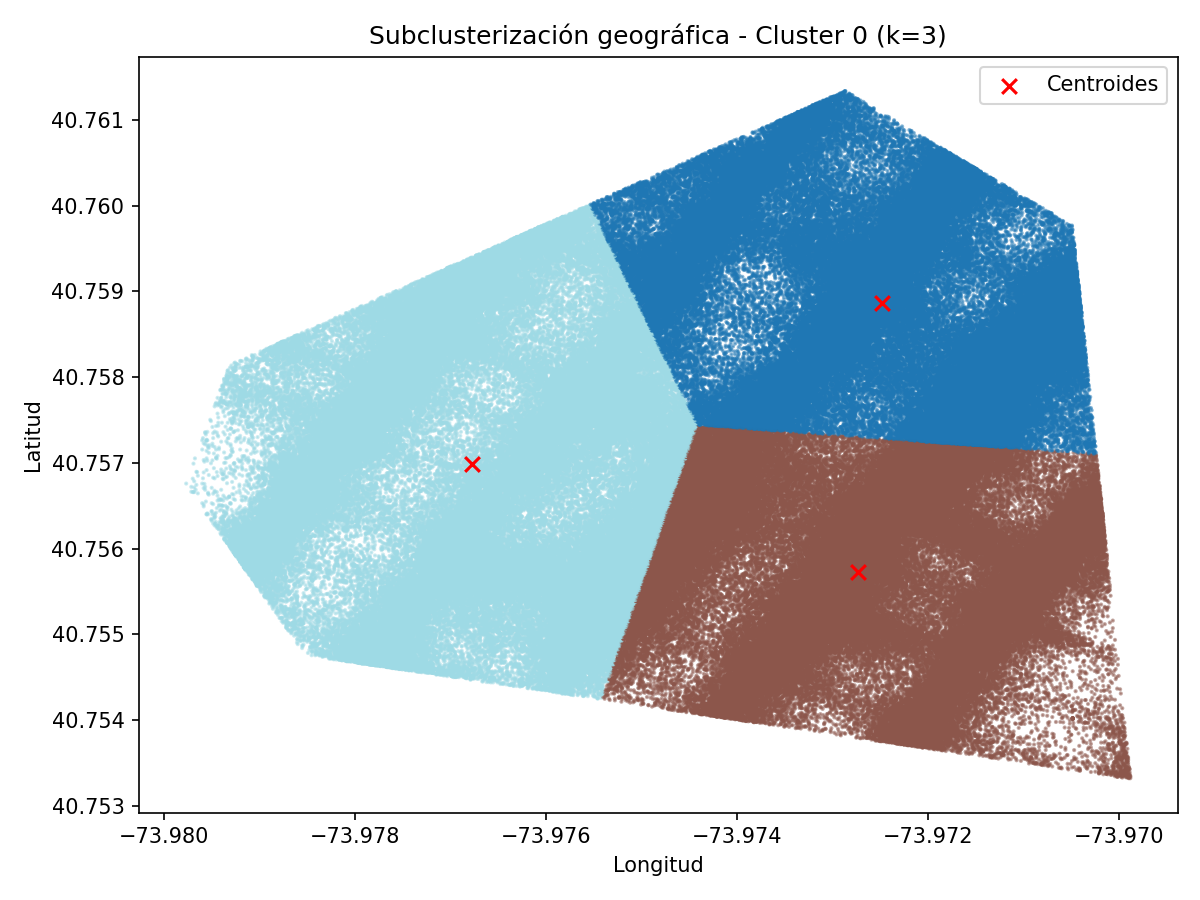 Subclusterización geográfica - Cluster 0 (k=3)
Centroides
40.761
40.760
40.759
40.758
40.757
40.756
40.755
40.754
40.753
Latitud
−73.980 −73.978 −73.976 −73.974 −73.972 −73.970
Longitud